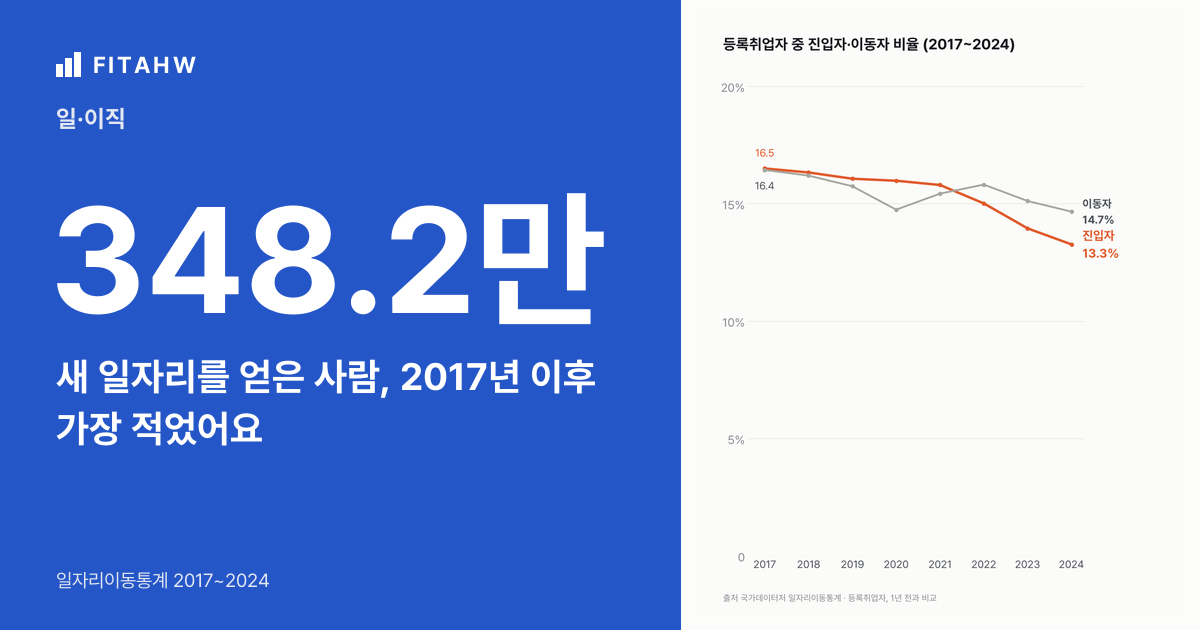 FITAHW
일·이직
348.2만
새 일자리를 얻은 사람, 2017년 이후
가장 적었어요
일자리이동통계 2017~2024
등록취업자 중 진입자·이동자 비율 (2017~2024)
20%
16.5
16.4
15%
이동자
14.7%
진입자
13.3%
10%
5%
0
2017 2018 2019 2020 2021 2022 2023 2024
출처 국가데이터처 일자리이동통계 · 등록취업자, 1년 전과 비교